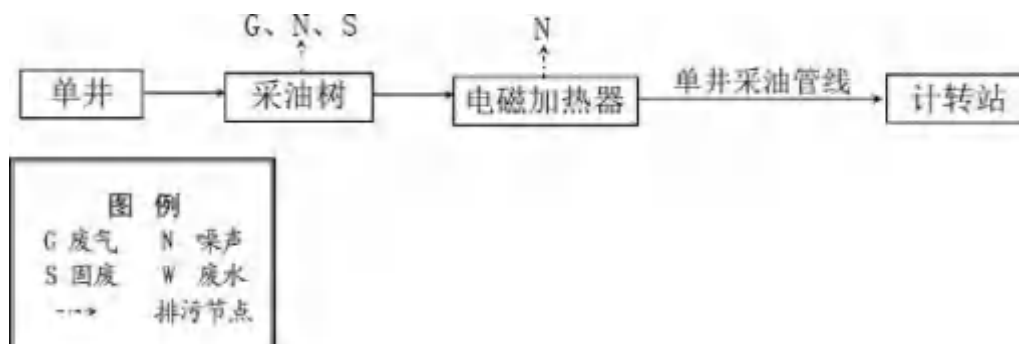 G、N、S
N
单井
采油树
电磁加热器
单井采油管线
计转站
图 例
G 废气 N 噪声
S 固废 W 废水
排污节点